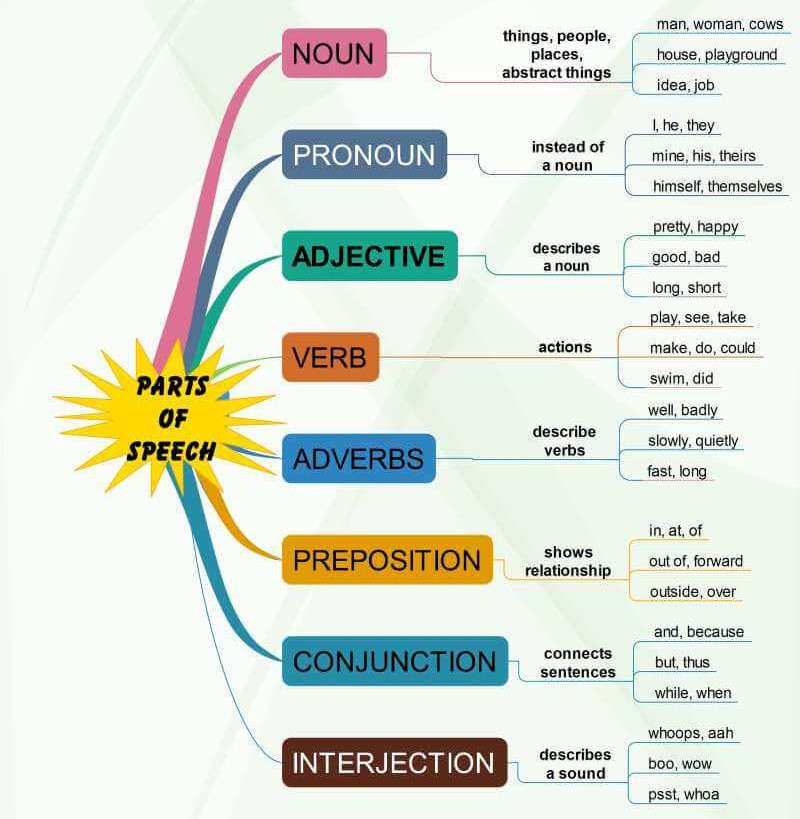 PARTS
OF
SPEECH
NOUN
things, people,
places,
abstract things
man, woman, cows
house, playground
idea, job
PRONOUN
instead of
a noun
I, he, they
mine, his, theirs
himself, themselves
ADJECTIVE
describes
a noun
pretty, happy
good, bad
long, short
VERB
actions
play, see, take
make, do, could
swim, did
ADVERBS
describe
verbs
well, badly
slowly, quietly
fast, long
PREPOSITION
shows
relationship
in, at, of
out of, forward
outside, over
CONJUNCTION
connects
sentences
and, because
but, thus
while, when
INTERJECTION
describes
a sound
whoops, aah
boo, wow
psst, whoa